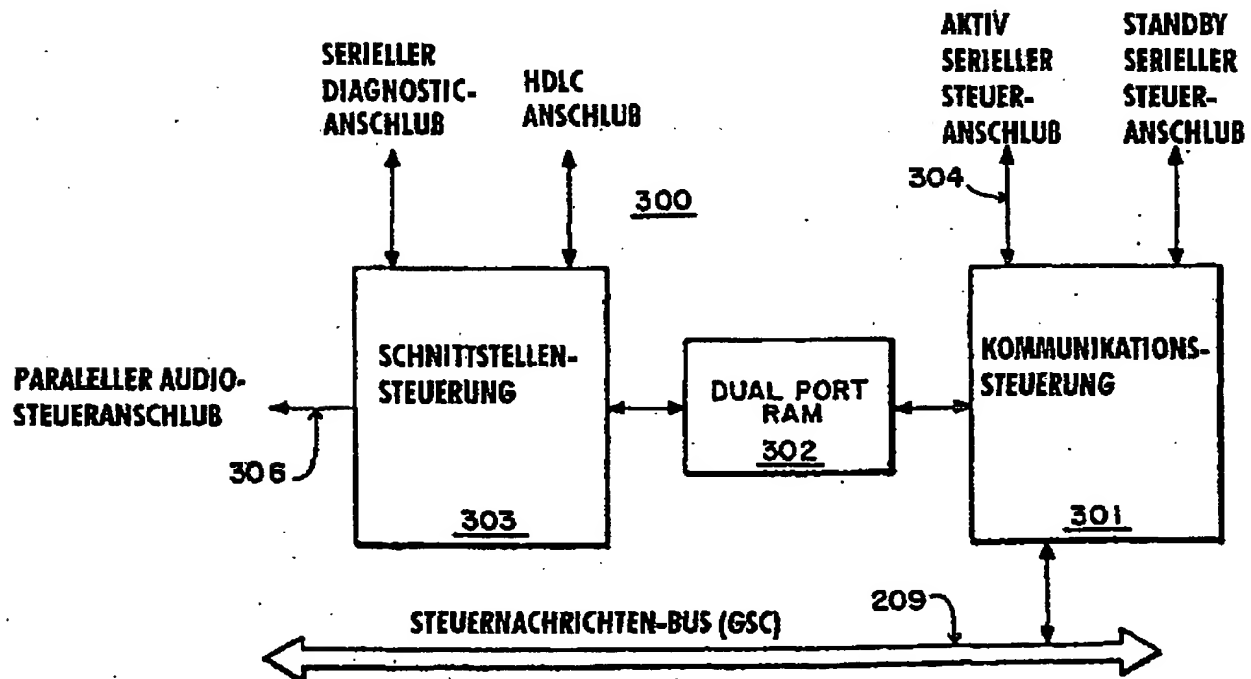 SERIELLER
DIAGNOSTIC-
ANSCHLUB
HDLC
ANSCHLUB
AKTIV
SERIELLER
STEUER-
ANSCHLUB
STANDBY
SERIELLER
STEUER-
ANSCHLUB
304
300
SCHNITTSTELLEN-
STEUERUNG
303
PARALELLER AUDIO-
STEUERANSCHLUB
306
DUAL PORT
RAM
302
KOMMUNIKATIONS-
STEUERUNG
301
209
STEUERNACHRICHTEN-BUS (GSC)